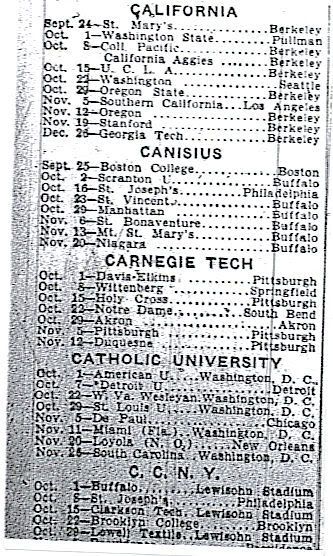 CALIFORNIA
Sept. 24—St. Mary's..........Berkeley
Oct. 1—Washington State.......Pullman
Oct. 8—Coll. Pacific..........Berkeley
California Aggies ..........Berkeley
Oct. 15—U. C. L. A...........Berkeley
Oct. 22—Washington..........Seattle
Oct. 29—Oregon State.........Berkeley
Nov. 5—Southern California...Los Angeles
Nov. 12—Oregon ..............Berkeley
Nov. 19—Stanford.............Berkeley
Dec. 26—Georgia Tech.........Berkeley
CANISIUS
Sept. 25—Boston College........Boston
Oct. 2—Scranton U.............Buffalo
Oct. 16—St. Joseph's......Philadelphia
Oct. 23—St. Vincent...........Buffalo
Oct. 29—Manhattan ...........Buffalo
Nov. 6—St. Bonaventure.......Buffalo
Nov. 13—Mt. St. Mary's........Buffalo
Nov. 20—Niagara .............Buffalo
CARNEGIE TECH
Oct. 1—Davis-Elkins ........Pittsburgh
Oct. 8—Wittenberg .........Springfield
Oct. 15—Holy Cross..........Pittsburgh
Oct. 22—Notre Dame........South Bend
Oct. 29—Akron ................Akron
Nov. 5—Pittsburgh ..........Pittsburgh
Nov. 12—Duquesne ..........Pittsburgh
CATHOLIC UNIVERSITY
Oct. 1—American U....Washington, D. C.
Oct. 7—Detroit U..............Detroit
Oct. 22—W. Va. Wesleyan.Washington, D. C.
Oct. 29—St. Louis U....Washington, D. C.
Nov. 5—De Paul ..............Chicago
Nov. 11—Miami (Fla.)..Washington, D. C.
Nov. 20—Loyola (N. O.)....New Orleans
Nov. 26—South Carolina.Washington, D. C.
C. C. N. Y.
Oct. 1—Buffalo.......Lewisohn Stadium
Oct. 8—St. Joseph's.......Philadelphia
Oct. 15—Clarkson Tech..Lewisohn Stadium
Oct. 22—Brooklyn College.....Brooklyn
Oct. 29—Lowell Textile..Lewisohn Stadium